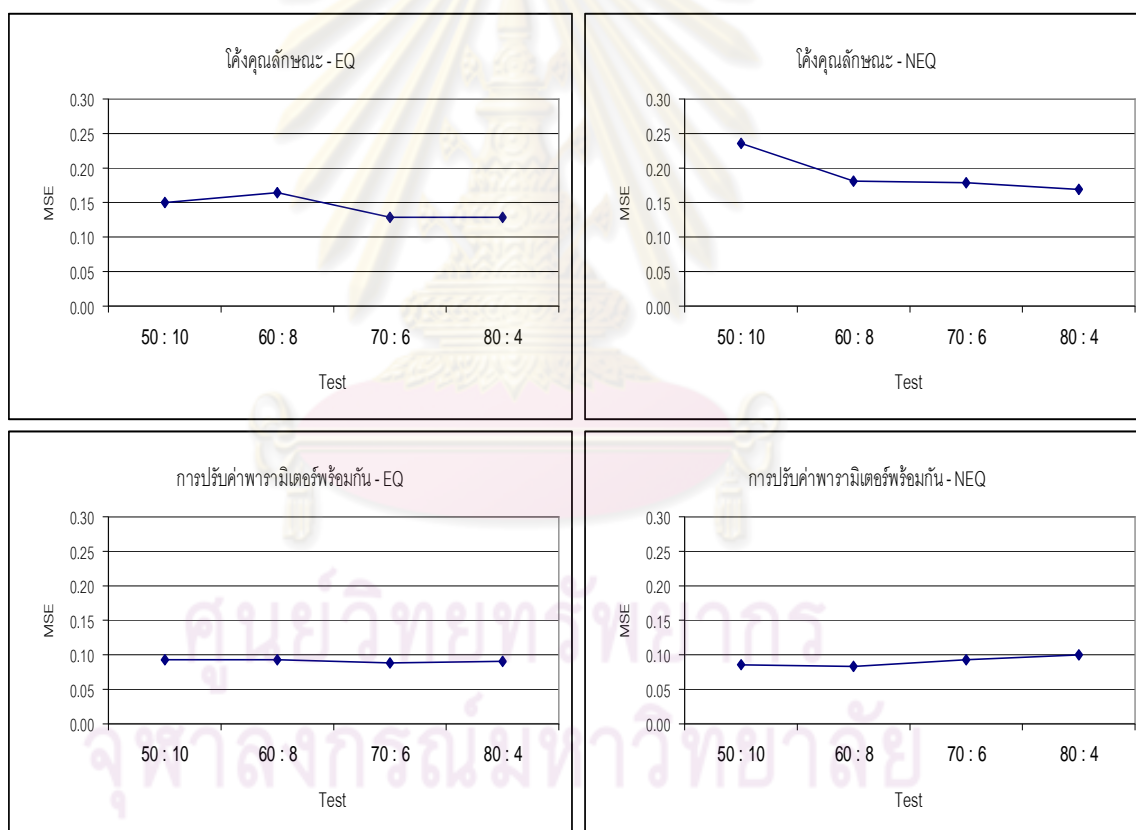 โค้งคุณลักษณะ - EQ
0.30
0.25
0.20
0.15
0.10
0.05
0.00
MSE
50 : 10 60 : 8 70 : 6 80 : 4
Test
โค้งคุณลักษณะ - NEQ
0.30
0.25
0.20
0.15
0.10
0.05
0.00
MSE
50 : 10 60 : 8 70 : 6 80 : 4
Test
การปรับค่าพารามิเตอร์พร้อมกัน - EQ
0.30
0.25
0.20
0.15
0.10
0.05
0.00
MSE
50 : 10 60 : 8 70 : 6 80 : 4
Test
การปรับค่าพารามิเตอร์พร้อมกัน - NEQ
0.30
0.25
0.20
0.15
0.10
0.05
0.00
MSE
50 : 10 60 : 8 70 : 6 80 : 4
Test
ศูนย์วิทยทรัพยากร
จุฬาลงกรณ์มหาวิทยาลัย